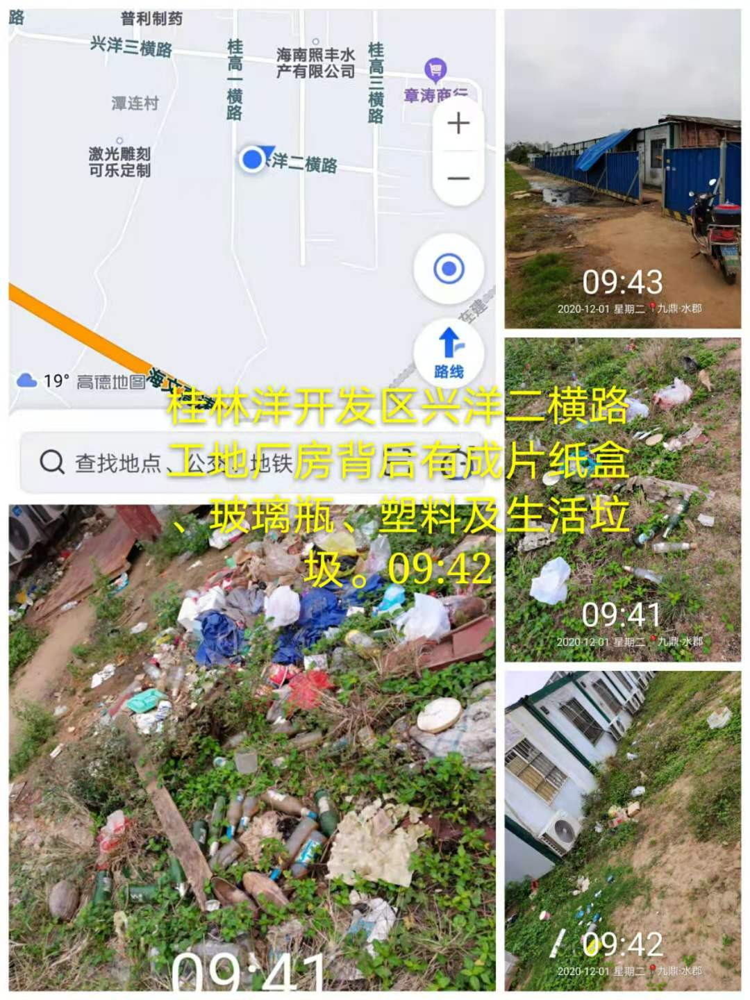 路
普利制药
兴洋三横路
桂高一横路
海南照丰水
产有限公司
桂高三横路
章涛商行
潭连村
激光雕刻
可乐定制
兴洋二横路
在建
路线
19° 高德地图
查找地点、公交、地铁
桂林洋开发区兴洋二横路
工地厂房背后有成片纸盒
、玻璃瓶、塑料及生活垃
圾。09:42
09:43
2020-12-01 星期二 九鼎·水郡
09:41
2020-12-01 星期二 九鼎·水郡
09:41
09:42
2020-12-01 星期二 九鼎·水郡